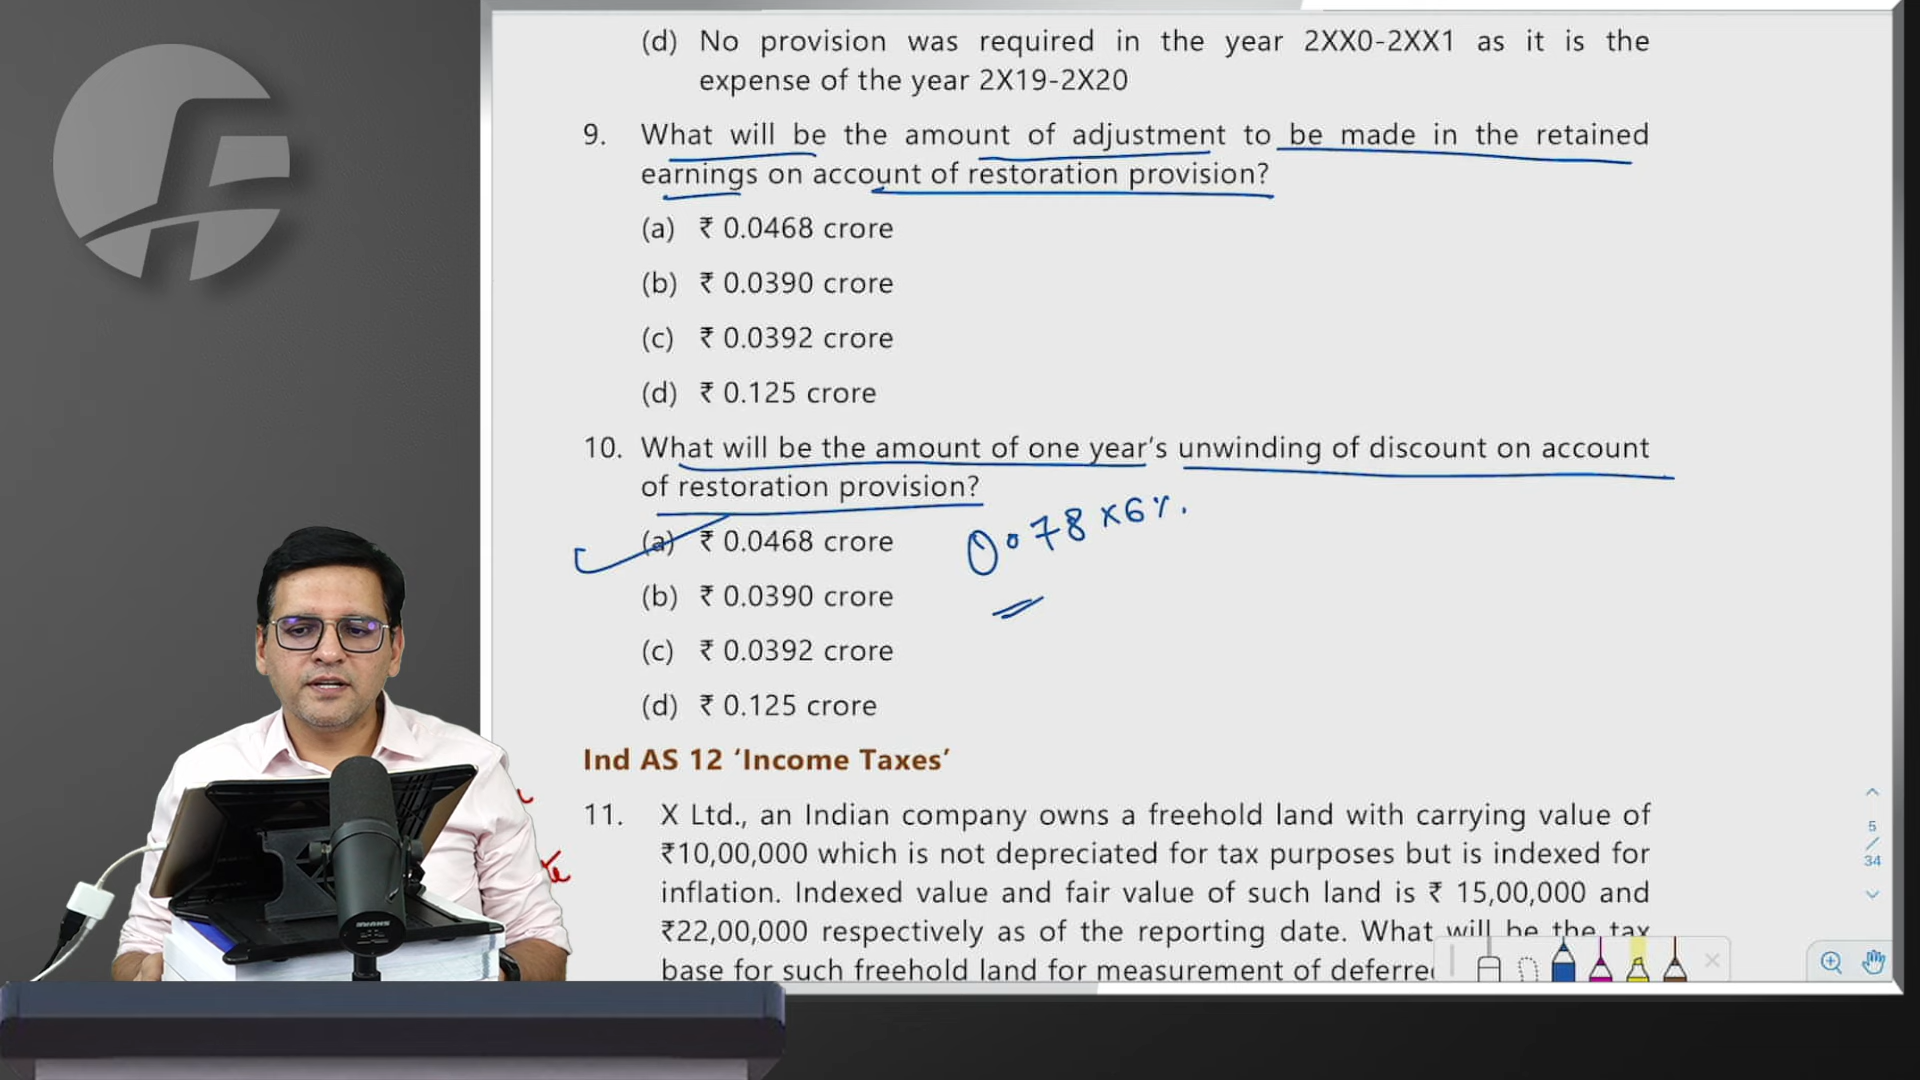 (d) No provision was required in the year 2XX0-2XX1 as it is the
expense of the year 2X19-2X20
9. What will be the amount of adjustment to be made in the retained
earnings on account of restoration provision?
(a) ₹ 0.0468 crore
(b) ₹ 0.0390 crore
(c) ₹ 0.0392 crore
(d) ₹ 0.125 crore
10. What will be the amount of one year's unwinding of discount on account
of restoration provision?
0.78 x 6%.
(a) ₹ 0.0468 crore
(b) ₹ 0.0390 crore
(c) ₹ 0.0392 crore
(d) ₹ 0.125 crore
Ind AS 12 ‘Income Taxes’
11. X Ltd., an Indian company owns a freehold land with carrying value of
₹10,00,000 which is not depreciated for tax purposes but is indexed for
inflation. Indexed value and fair value of such land is ₹ 15,00,000 and
₹22,00,000 respectively as of the reporting date. What will be the tax
base for such freehold land for measurement of
5
/
34